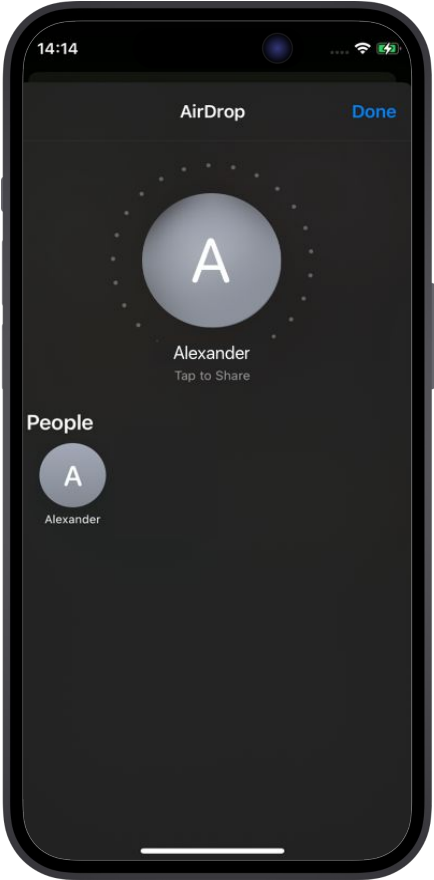 14:14
AirDrop Done
A
Alexander
Tap to Share
People
A
Alexander